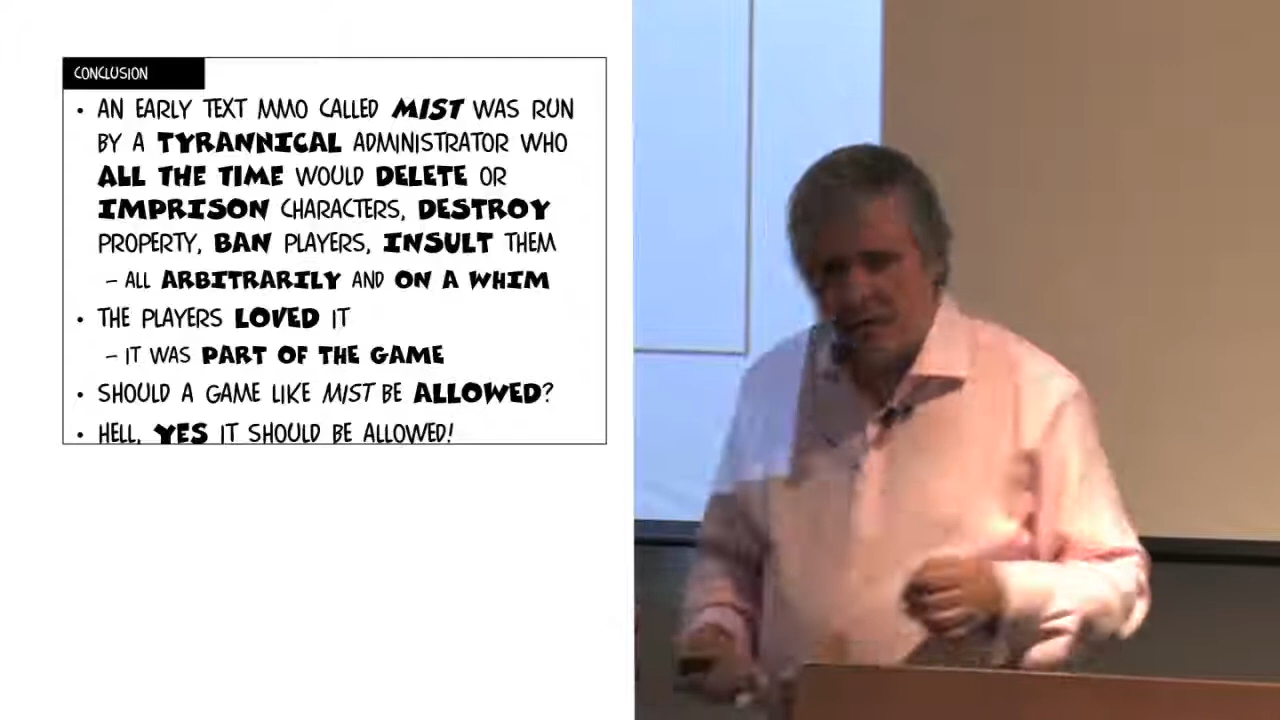 CONCLUSION
• AN EARLY TEXT MMO CALLED MIST WAS RUN
BY A TYRANNICAL ADMINISTRATOR WHO
ALL THE TIME WOULD DELETE OR
IMPRISON CHARACTERS, DESTROY
PROPERTY, BAN PLAYERS, INSULT THEM
– ALL ARBITRARILY AND ON A WHIM
• THE PLAYERS LOVED IT
– IT WAS PART OF THE GAME
• SHOULD A GAME LIKE MIST BE ALLOWED?
• HELL, YES IT SHOULD BE ALLOWED!